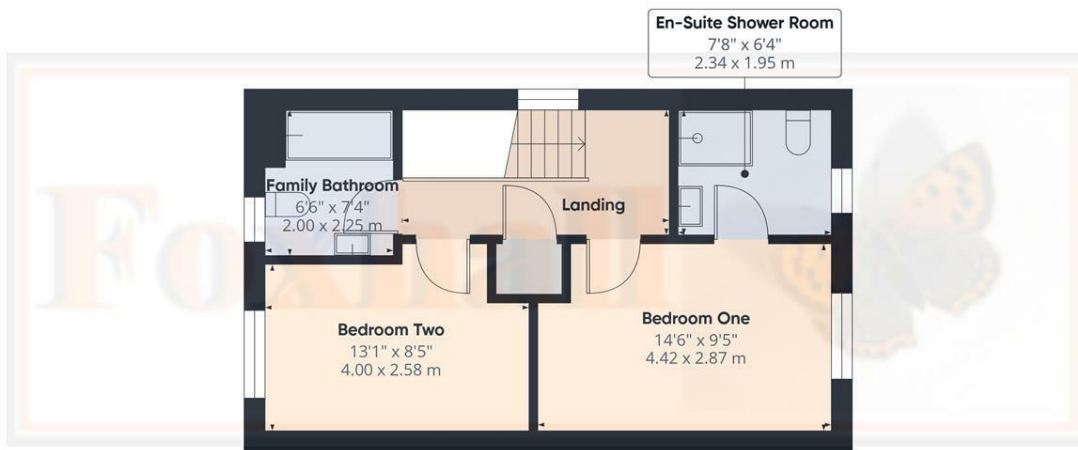 En-Suite Shower Room
7'8" x 6'4"
2.34 x 1.95 m
Family Bathroom
6'6" x 7'4"
2.00 x 2.25 m
Landing
Bedroom Two
13'1" x 8'5"
4.00 x 2.58 m
Bedroom One
14'6" x 9'5"
4.42 x 2.87 m
Foxhall